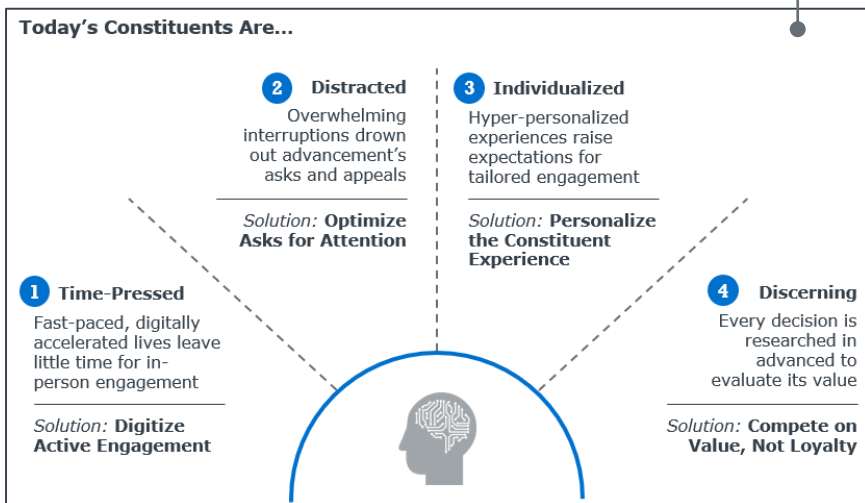 Today's Constituents Are...
1 Time-Pressed
Fast-paced, digitally
accelerated lives leave
little time for in-
person engagement
Solution: Digitize
Active Engagement
2 Distracted
Overwhelming
interruptions drown
out advancement's
asks and appeals
Solution: Optimize
Asks for Attention
3 Individualized
Hyper-personalized
experiences raise
expectations for
tailored engagement
Solution: Personalize
the Constituent
Experience
4 Discerning
Every decision is
researched in
advanced to
evaluate its value
Solution: Compete on
Value, Not Loyalty